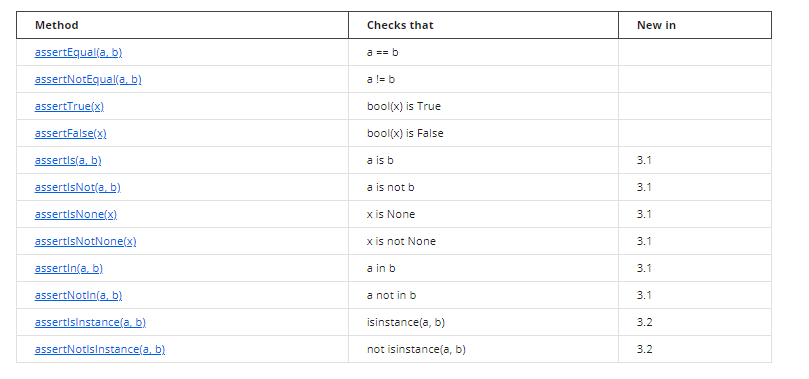 Method Checks that New in
assertEqual(a, b) a == b
assertNotEqual(a, b) a != b
assertTrue(x) bool(x) is True
assertFalse(x) bool(x) is False
assertIs(a, b) a is b 3.1
assertIsNot(a, b) a is not b 3.1
assertIsNone(x) x is None 3.1
assertIsNotNone(x) x is not None 3.1
assertIn(a, b) a in b 3.1
assertNotIn(a, b) a not in b 3.1
assertIsInstance(a, b) isinstance(a, b) 3.2
assertNotIsInstance(a, b) not isinstance(a, b) 3.2